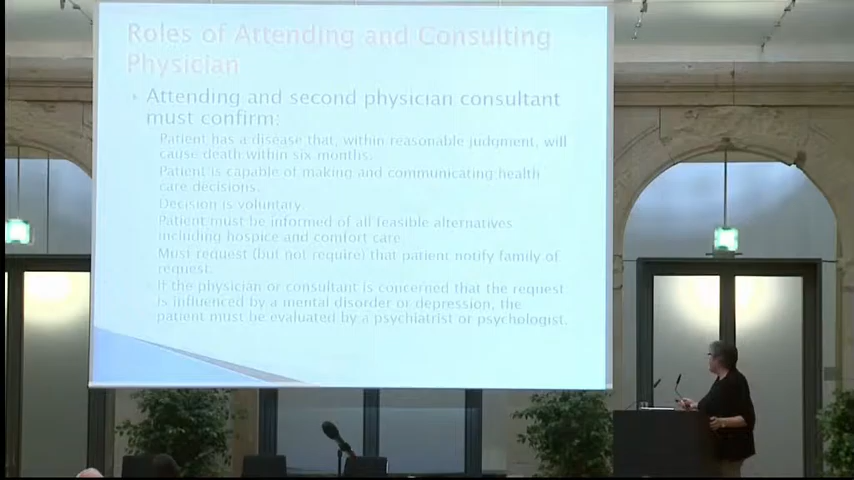 Roles of Attending and Consulting
Physician
Attending and second physician consultant
must confirm:
Patient has a disease that, within reasonable judgment, will
cause death within six months.
Patient is capable of making and communicating health
care decisions.
Decision is voluntary.
Patient must be informed of all feasible alternatives
including hospice and comfort care.
Must request (but not require) that patient notify family of
request.
If the physician or consultant is concerned that the request
is influenced by a mental disorder or depression, the
patient must be evaluated by a psychiatrist or psychologist.